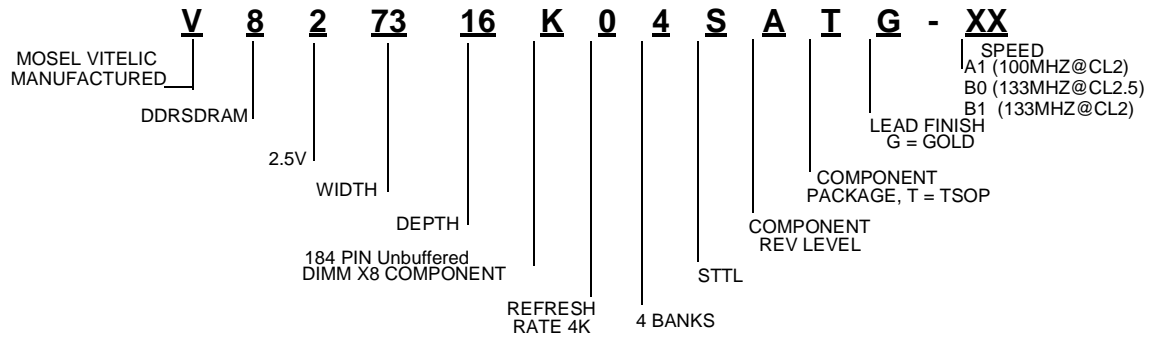 V 8 2 73 16 K 0 4 S A T G - XX
MOSEL VITELIC
MANUFACTURED
DDRSDRAM
2.5V
WIDTH
DEPTH
184 PIN Unbuffered
DIMM X8 COMPONENT
REFRESH
RATE 4K
4 BANKS
STTL
COMPONENT
REV LEVEL
COMPONENT
PACKAGE, T = TSOP
LEAD FINISH
G = GOLD
SPEED
A1 (100MHZ@CL2)
B0 (133MHZ@CL2.5)
B1 (133MHZ@CL2)